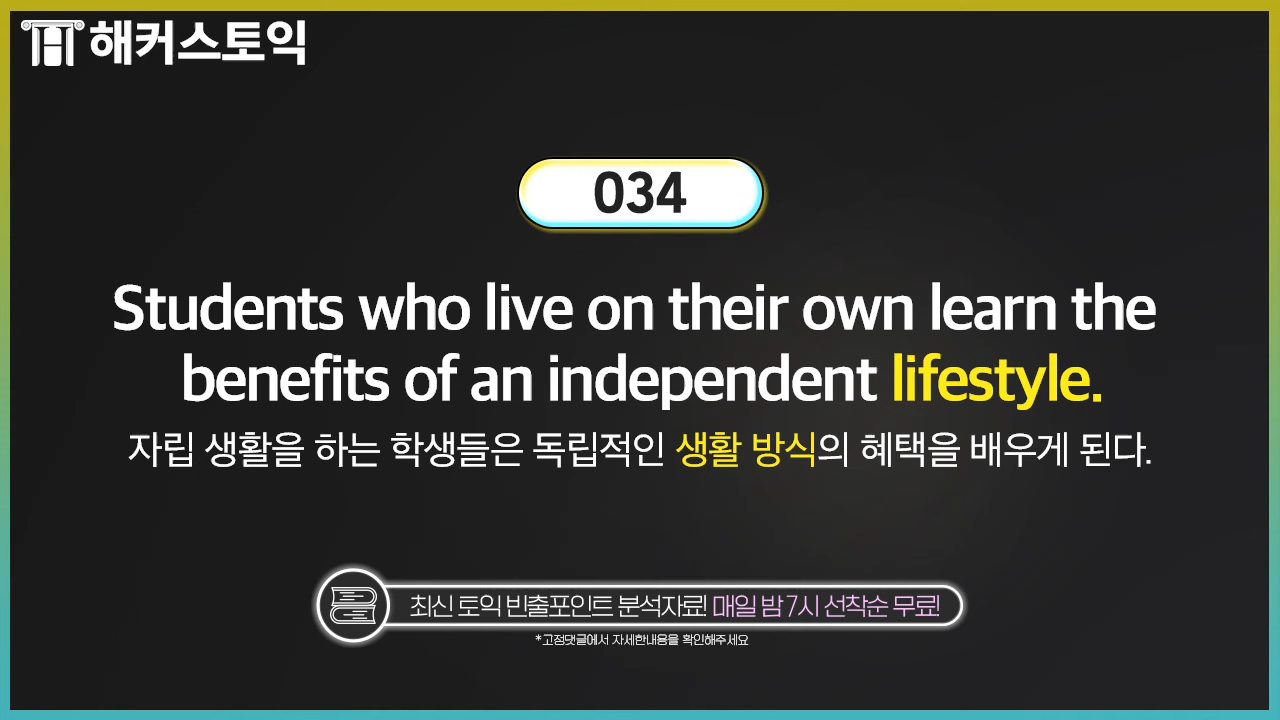 해커스토익
034
Students who live on their own learn the
benefits of an independent lifestyle.
자립 생활을 하는 학생들은 독립적인 생활 방식의 혜택을 배우게 된다.
최신 토익 빈출포인트 분석자료! 매일 밤 7시 선착순 무료!
*고정댓글에서 자세한내용을 확인해주세요